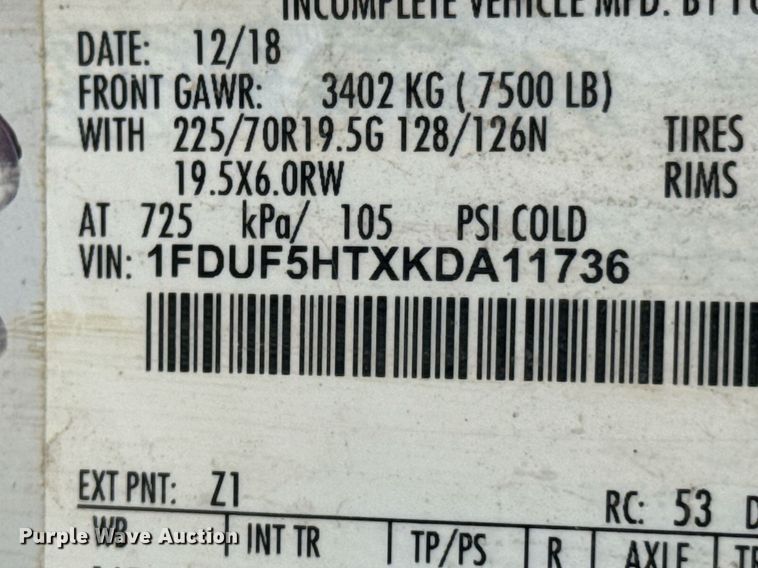 INCOMPLETE VEHICLE MFD. BY
DATE: 12/18
FRONT GAWR: 3402 KG ( 7500 LB)
WITH 225/70R19.5G 128/126N TIRES
19.5X6.0RW RIMS
AT 725 kPa/ 105 PSI COLD
VIN: 1FDUF5HTXKDA11736
EXT PNT: Z1
RC: 53
WB INT TR TP/PS R AXLE
Purple Wave Auction